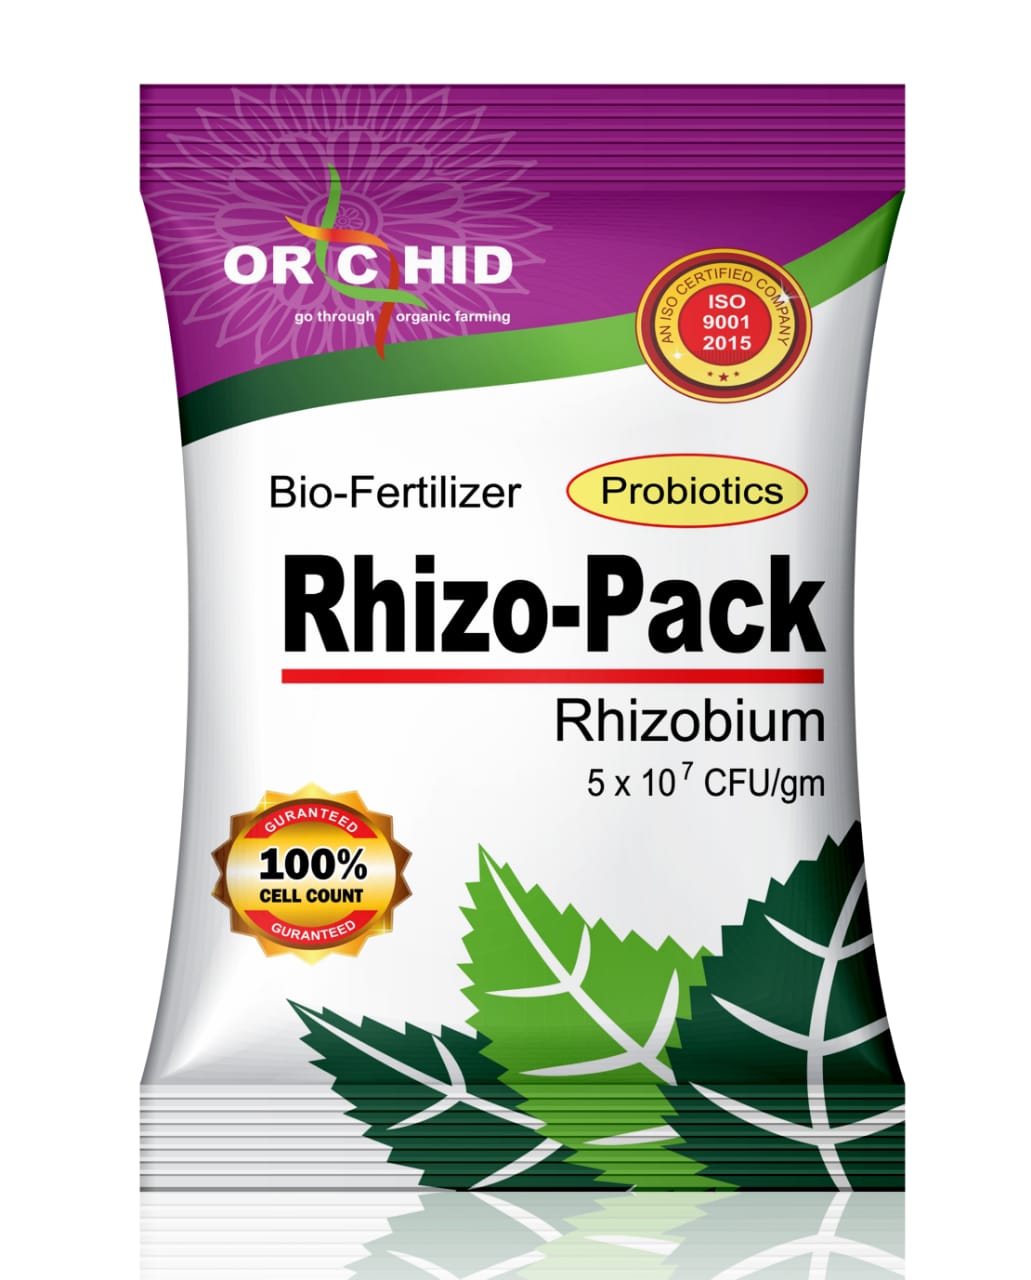 ORCHID
go through organic farming
AN ISO CERTIFIED COMPANY
ISO
9001
2015
Bio-Fertilizer
Probiotics
Rhizo-Pack
Rhizobium
5 x 10⁷ CFU/gm
GURANTEED
100%
CELL COUNT
GURANTEED